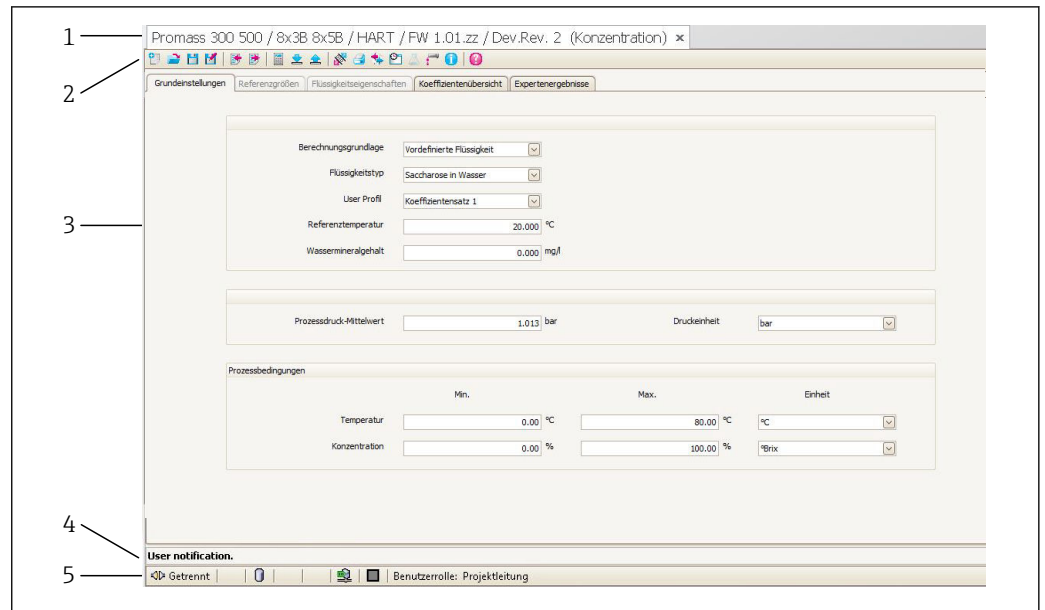 1
Promass 300 500 / 8x3B 8x5B / HART / FW 1.01.zz / Dev.Rev. 2 (Konzentration) ×
2
Grundeinstellungen Referenzgrößen Flüssigkeitseigenschaften Koeffizientenübersicht Expertenergebnisse
Berechnungsgrundlage Vordefinierte Flüssigkeit
Flüssigkeitstyp Saccharose in Wasser
User Profil Koeffizientensatz 1
3
Referenztemperatur 20.000 °C
Wassermineralgehalt 0.000 mg/l
Prozessdruck-Mittelwert 1.013 bar Druckeinheit bar
Prozessbedingungen
Min. Max. Einheit
Temperatur 0.00 °C 80.00 °C °C
Konzentration 0.00 % 100.00 % °Brix
4
User notification.
5
Getrennt Benutzerrolle: Projektleitung